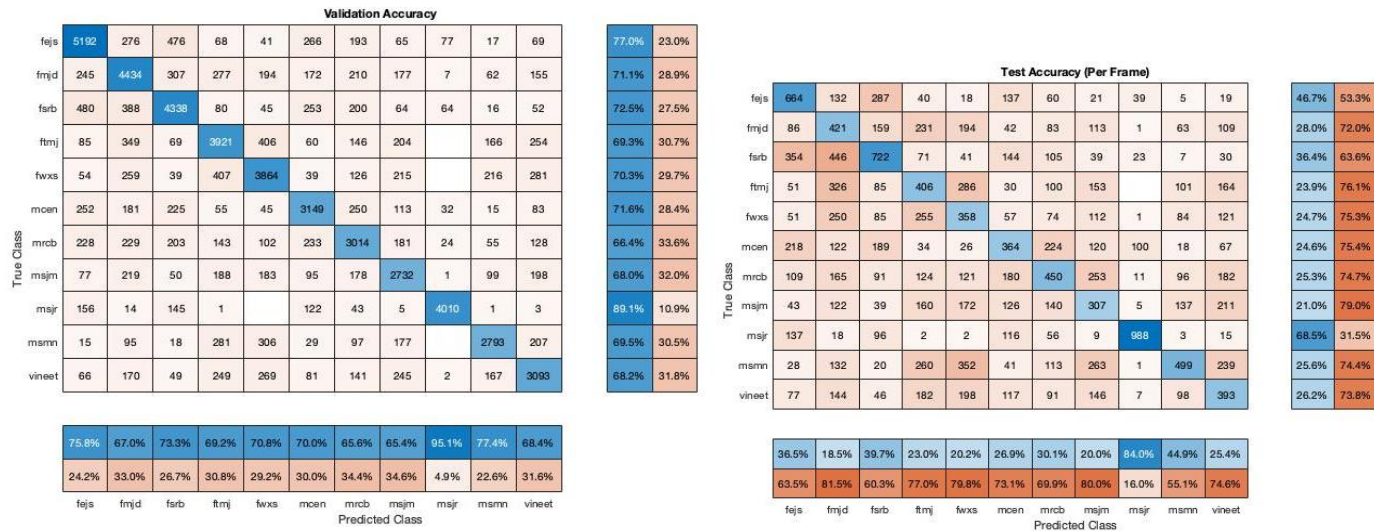 Validation Accuracy
fejs 5192 276 476 68 41 266 193 65 77 17 69 77.0% 23.0%
fmjd 245 4434 307 277 194 172 210 177 7 62 155 71.1% 28.9%
fsrb 480 388 4338 80 45 253 200 64 64 16 52 72.5% 27.5%
ftmj 85 349 69 3921 406 60 146 204 166 254 69.3% 30.7%
fwxs 54 259 39 407 3864 39 126 215 216 281 70.3% 29.7%
mcen 252 181 225 55 45 3149 250 113 32 15 83 71.6% 28.4%
mrcb 228 229 203 143 102 233 3014 181 24 55 128 66.4% 33.6%
msjm 77 219 50 188 183 95 178 2732 1 99 198 68.0% 32.0%
msjr 156 14 145 1 122 43 5 4010 1 3 89.1% 10.9%
msmn 15 95 18 281 306 29 97 177 2793 207 69.5% 30.5%
vineet 66 170 49 249 269 81 141 245 2 167 3093 68.2% 31.8%
True Class
75.8% 67.0% 73.3% 69.2% 70.8% 70.0% 65.6% 65.4% 95.1% 77.4% 68.4%
24.2% 33.0% 26.7% 30.8% 29.2% 30.0% 34.4% 34.6% 4.9% 22.6% 31.6%
fejs fmjd fsrb ftmj fwxs mcen mrcb msjm msjr msmn vineet
Predicted Class
Test Accuracy (Per Frame)
fejs 664 132 287 40 18 137 60 21 39 5 19 46.7% 53.3%
fmjd 86 421 159 231 194 42 83 113 1 63 109 28.0% 72.0%
fsrb 354 446 722 71 41 144 105 39 23 7 30 36.4% 63.6%
ftmj 51 326 85 406 286 30 100 153 101 164 23.9% 76.1%
fwxs 51 250 85 255 358 57 74 112 1 84 121 24.7% 75.3%
mcen 218 122 189 34 26 364 224 120 100 18 67 24.6% 75.4%
mrcb 109 165 91 124 121 180 450 253 11 96 182 25.3% 74.7%
msjm 43 122 39 160 172 126 140 307 5 137 211 21.0% 79.0%
msjr 137 18 96 2 2 116 56 9 988 3 15 68.5% 31.5%
msmn 28 132 20 260 352 41 113 263 1 499 239 25.6% 74.4%
vineet 77 144 46 182 198 117 91 146 7 98 393 26.2% 73.8%
True Class
36.5% 18.5% 39.7% 23.0% 20.2% 26.9% 30.1% 20.0% 84.0% 44.9% 25.4%
63.5% 81.5% 60.3% 77.0% 79.8% 73.1% 69.9% 80.0% 16.0% 55.1% 74.6%
fejs fmjd fsrb ftmj fwxs mcen mrcb msjm msjr msmn vineet
Predicted Class